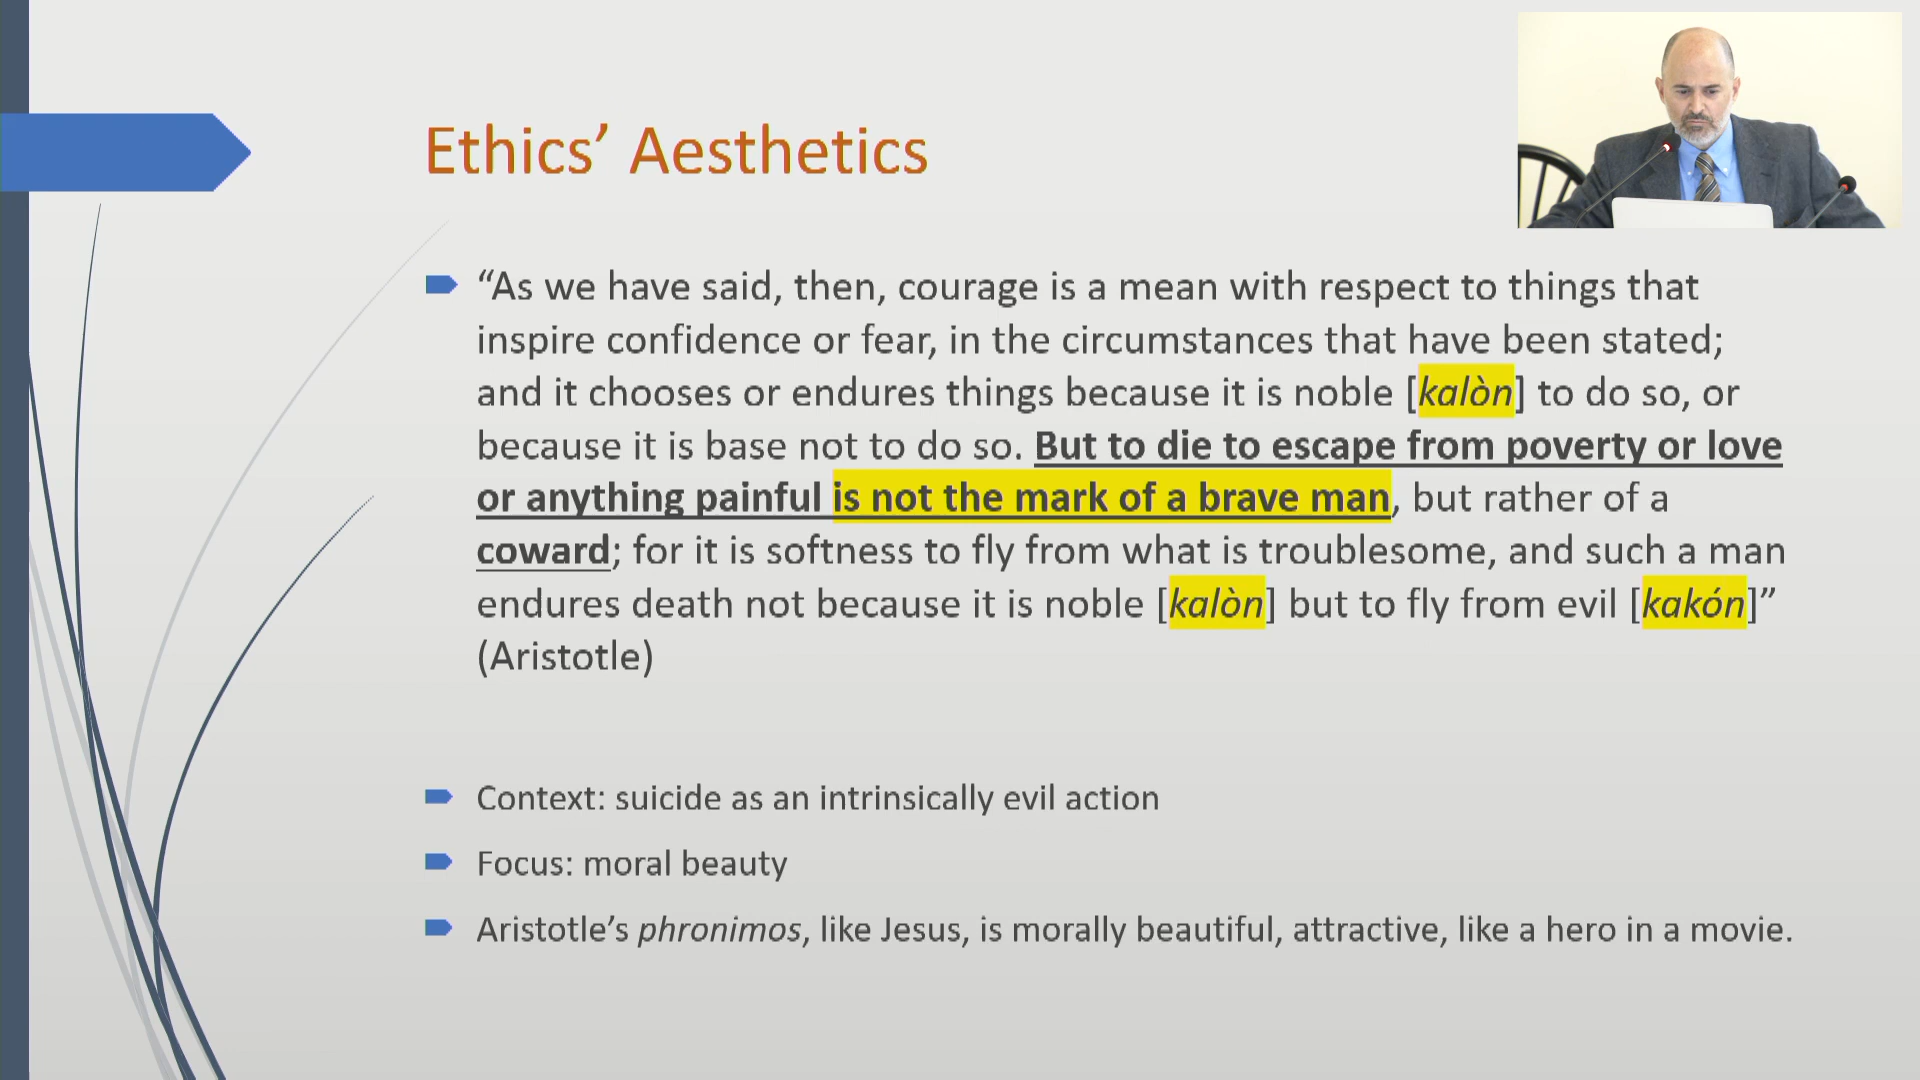 Ethics’ Aesthetics
“As we have said, then, courage is a mean with respect to things that
inspire confidence or fear, in the circumstances that have been stated;
and it chooses or endures things because it is noble [kalòn] to do so, or
because it is base not to do so. But to die to escape from poverty or love
or anything painful is not the mark of a brave man, but rather of a
coward; for it is softness to fly from what is troublesome, and such a man
endures death not because it is noble [kalòn] but to fly from evil [kakón]”
(Aristotle)
Context: suicide as an intrinsically evil action
Focus: moral beauty
Aristotle’s phronimos, like Jesus, is morally beautiful, attractive, like a hero in a movie.